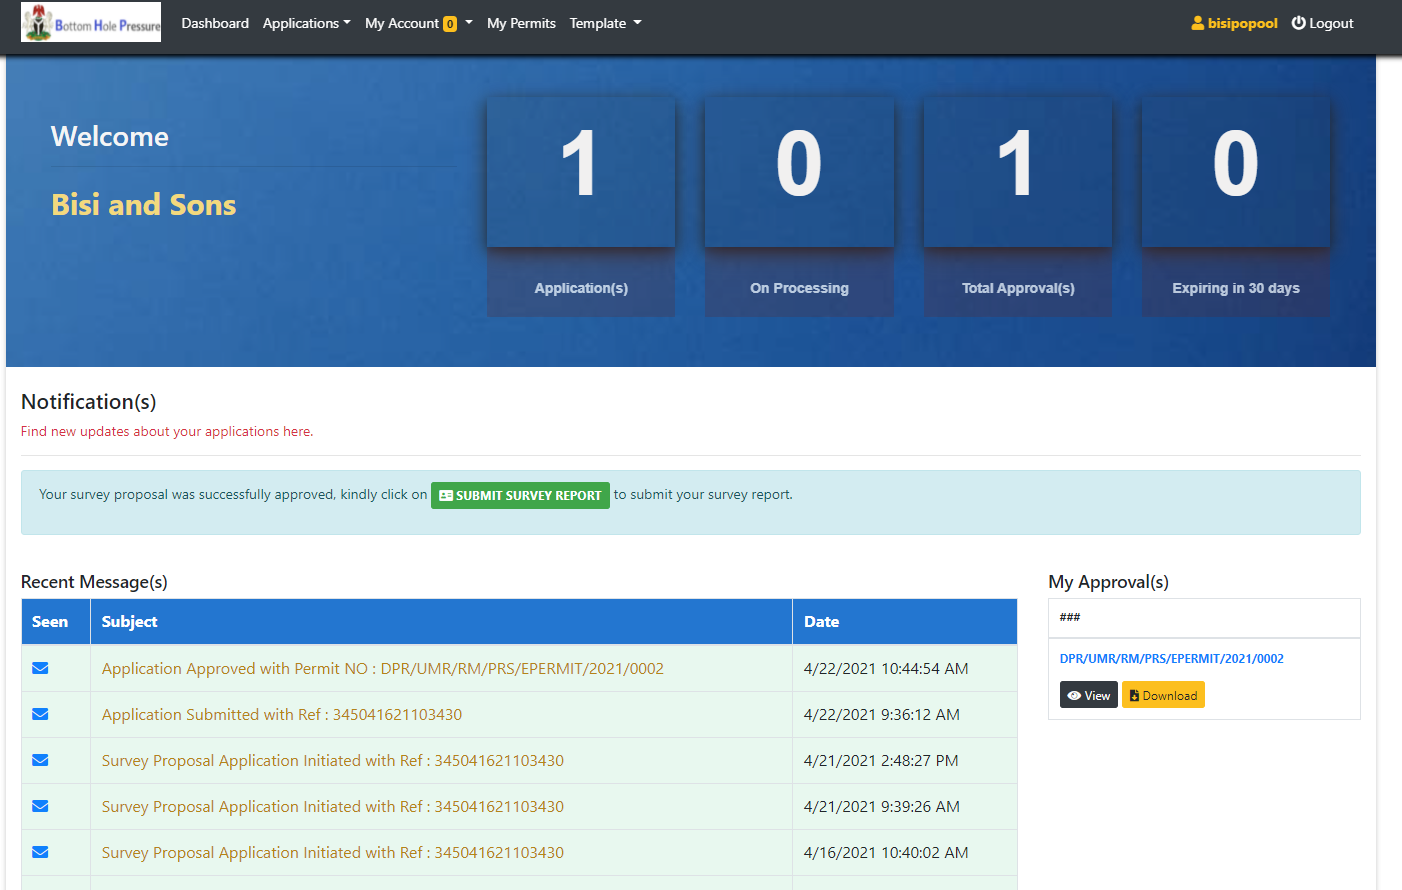 Bottom Hole Pressure
Dashboard Applications My Account 0 My Permits Template bisipopool Logout
Welcome
Bisi and Sons
1 0 1 0
Application(s) On Processing Total Approval(s) Expiring in 30 days
Notification(s)
Find new updates about your applications here.
Your survey proposal was successfully approved, kindly click on SUBMIT SURVEY REPORT to submit your survey report.
Recent Message(s)
Seen Subject Date
Application Approved with Permit NO : DPR/UMR/RM/PRS/EPERMIT/2021/0002 4/22/2021 10:44:54 AM
Application Submitted with Ref : 345041621103430 4/22/2021 9:36:12 AM
Survey Proposal Application Initiated with Ref : 345041621103430 4/21/2021 2:48:27 PM
Survey Proposal Application Initiated with Ref : 345041621103430 4/21/2021 9:39:26 AM
Survey Proposal Application Initiated with Ref : 345041621103430 4/16/2021 10:40:02 AM
My Approval(s)
###
DPR/UMR/RM/PRS/EPERMIT/2021/0002
View Download